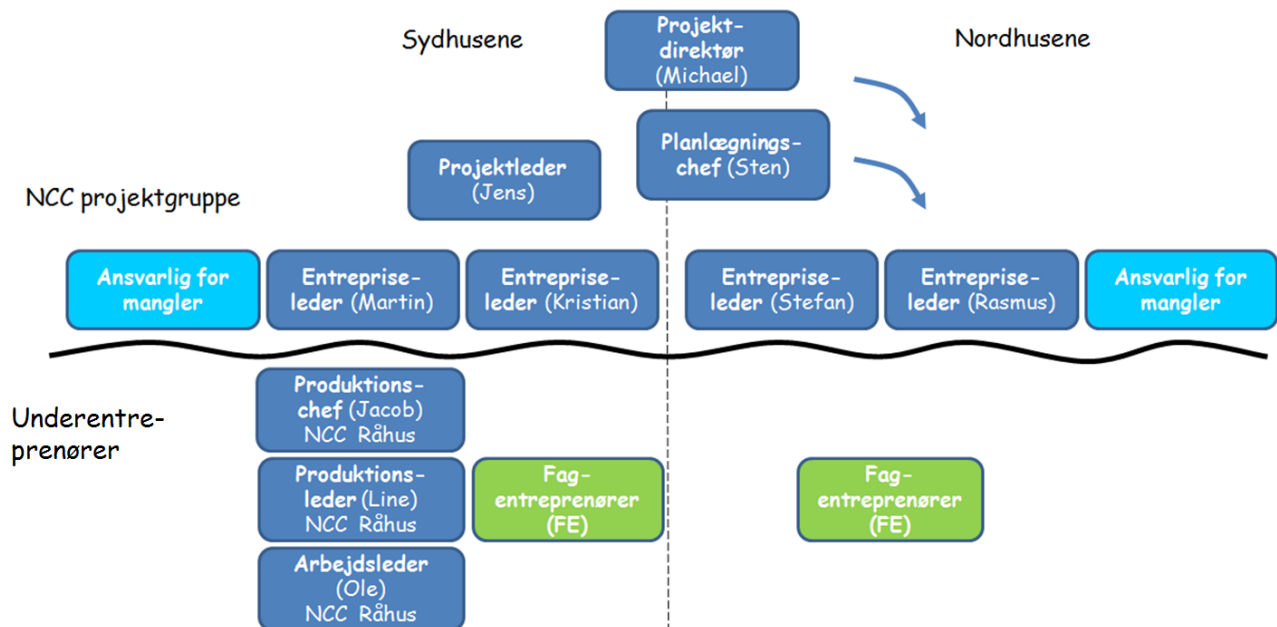 Sydhusene
Projekt-
direktør
(Michael)
Nordhusene
Projektleder
(Jens)
Planlægnings-
chef (Sten)
NCC projektgruppe
Ansvarlig for
mangler
Entreprise-
leder (Martin)
Entreprise-
leder (Kristian)
Entreprise-
leder (Stefan)
Entreprise-
leder (Rasmus)
Ansvarlig for
mangler
Underentre-
prenører
Produktions-
chef (Jacob)
NCC Råhus
Produktions-
leder (Line)
NCC Råhus
Fag-
entreprenører
(FE)
Fag-
entreprenører
(FE)
Arbejdsleder
(Ole)
NCC Råhus